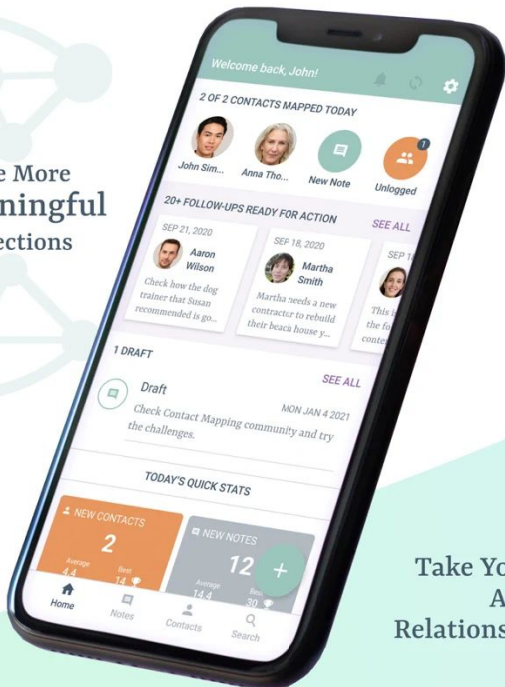 e More
ningful
ections
Welcome back, John!
2 OF 2 CONTACTS MAPPED TODAY
John Sim...
Anna Tho...
New Note
1
Unlogged
20+ FOLLOW-UPS READY FOR ACTION
SEE ALL
SEP 21, 2020
Aaron
Wilson
Check how the dog
trainer that Susan
recommended is go...
SEP 18, 2020
Martha
Smith
Martha needs a new
contractor to rebuild
their beach house y...
SEP 1
This i
the fo
conte
1 DRAFT
SEE ALL
Draft
MON JAN 4 2021
Check Contact Mapping community and try
the challenges.
TODAY'S QUICK STATS
NEW CONTACTS
2
Average
4.4
Best
14
NEW NOTES
12
Average
14.4
Bes
30
+
Home
Notes
Contacts
Search
Take Yo
A
Relations